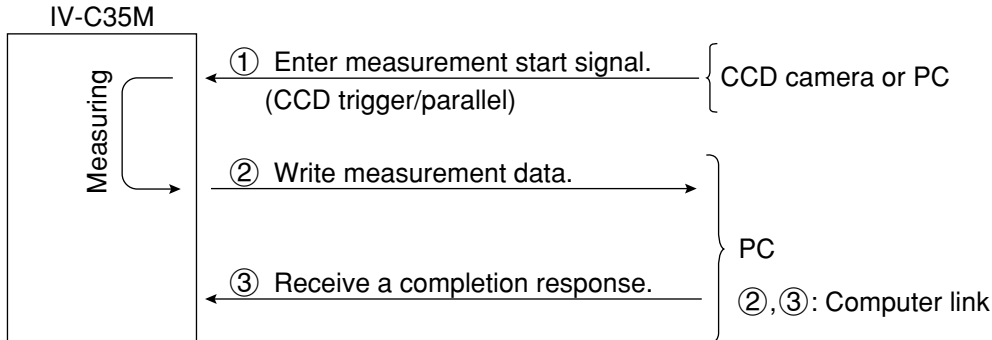 IV-C35M
Measuring
① Enter measurement start signal.
(CCD trigger/parallel)
CCD camera or PC
② Write measurement data.
PC
③ Receive a completion response.
②,③: Computer link